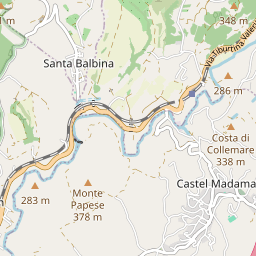 348 m
Via Tiburtina Valeria
Santa Balbina
286 m
Costa di
Collemare
338 m
Castel Madama
283 m
Monte
Papese
378 m